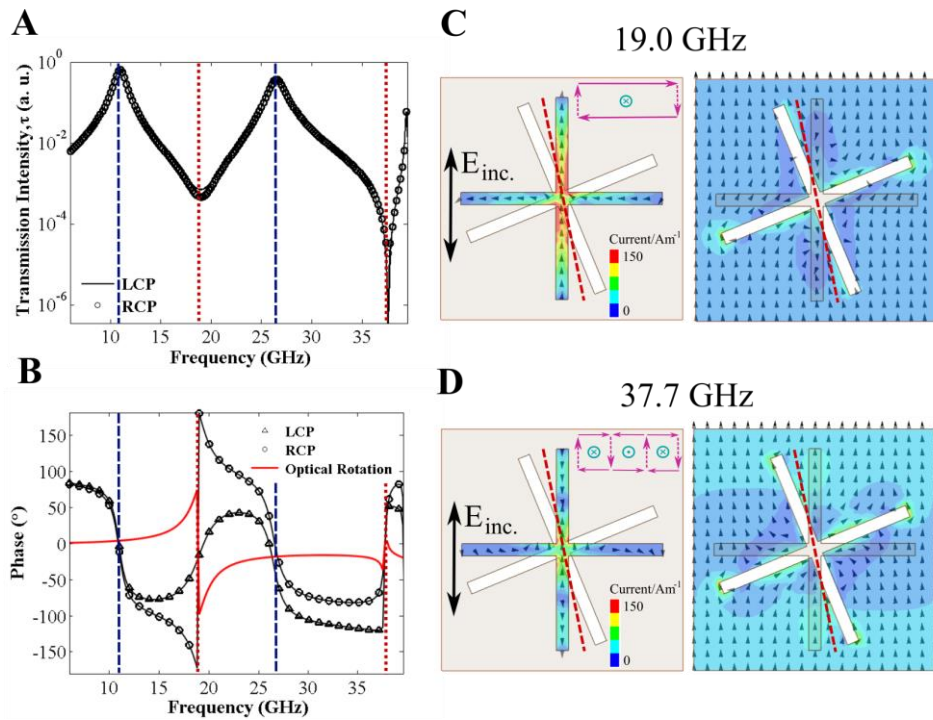 A
Transmission Intensity, τ (a. u.)
10^0
10^-2
10^-4
10^-6
LCP
RCP
10 15 20 25 30 35
Frequency (GHz)
B
Phase (°)
150
100
50
0
-50
-100
-150
LCP
RCP
Optical Rotation
10 15 20 25 30 35
Frequency (GHz)
C
19.0 GHz
E inc.
Current/Am^-1
150
0
D
37.7 GHz
E inc.
Current/Am^-1
150
0